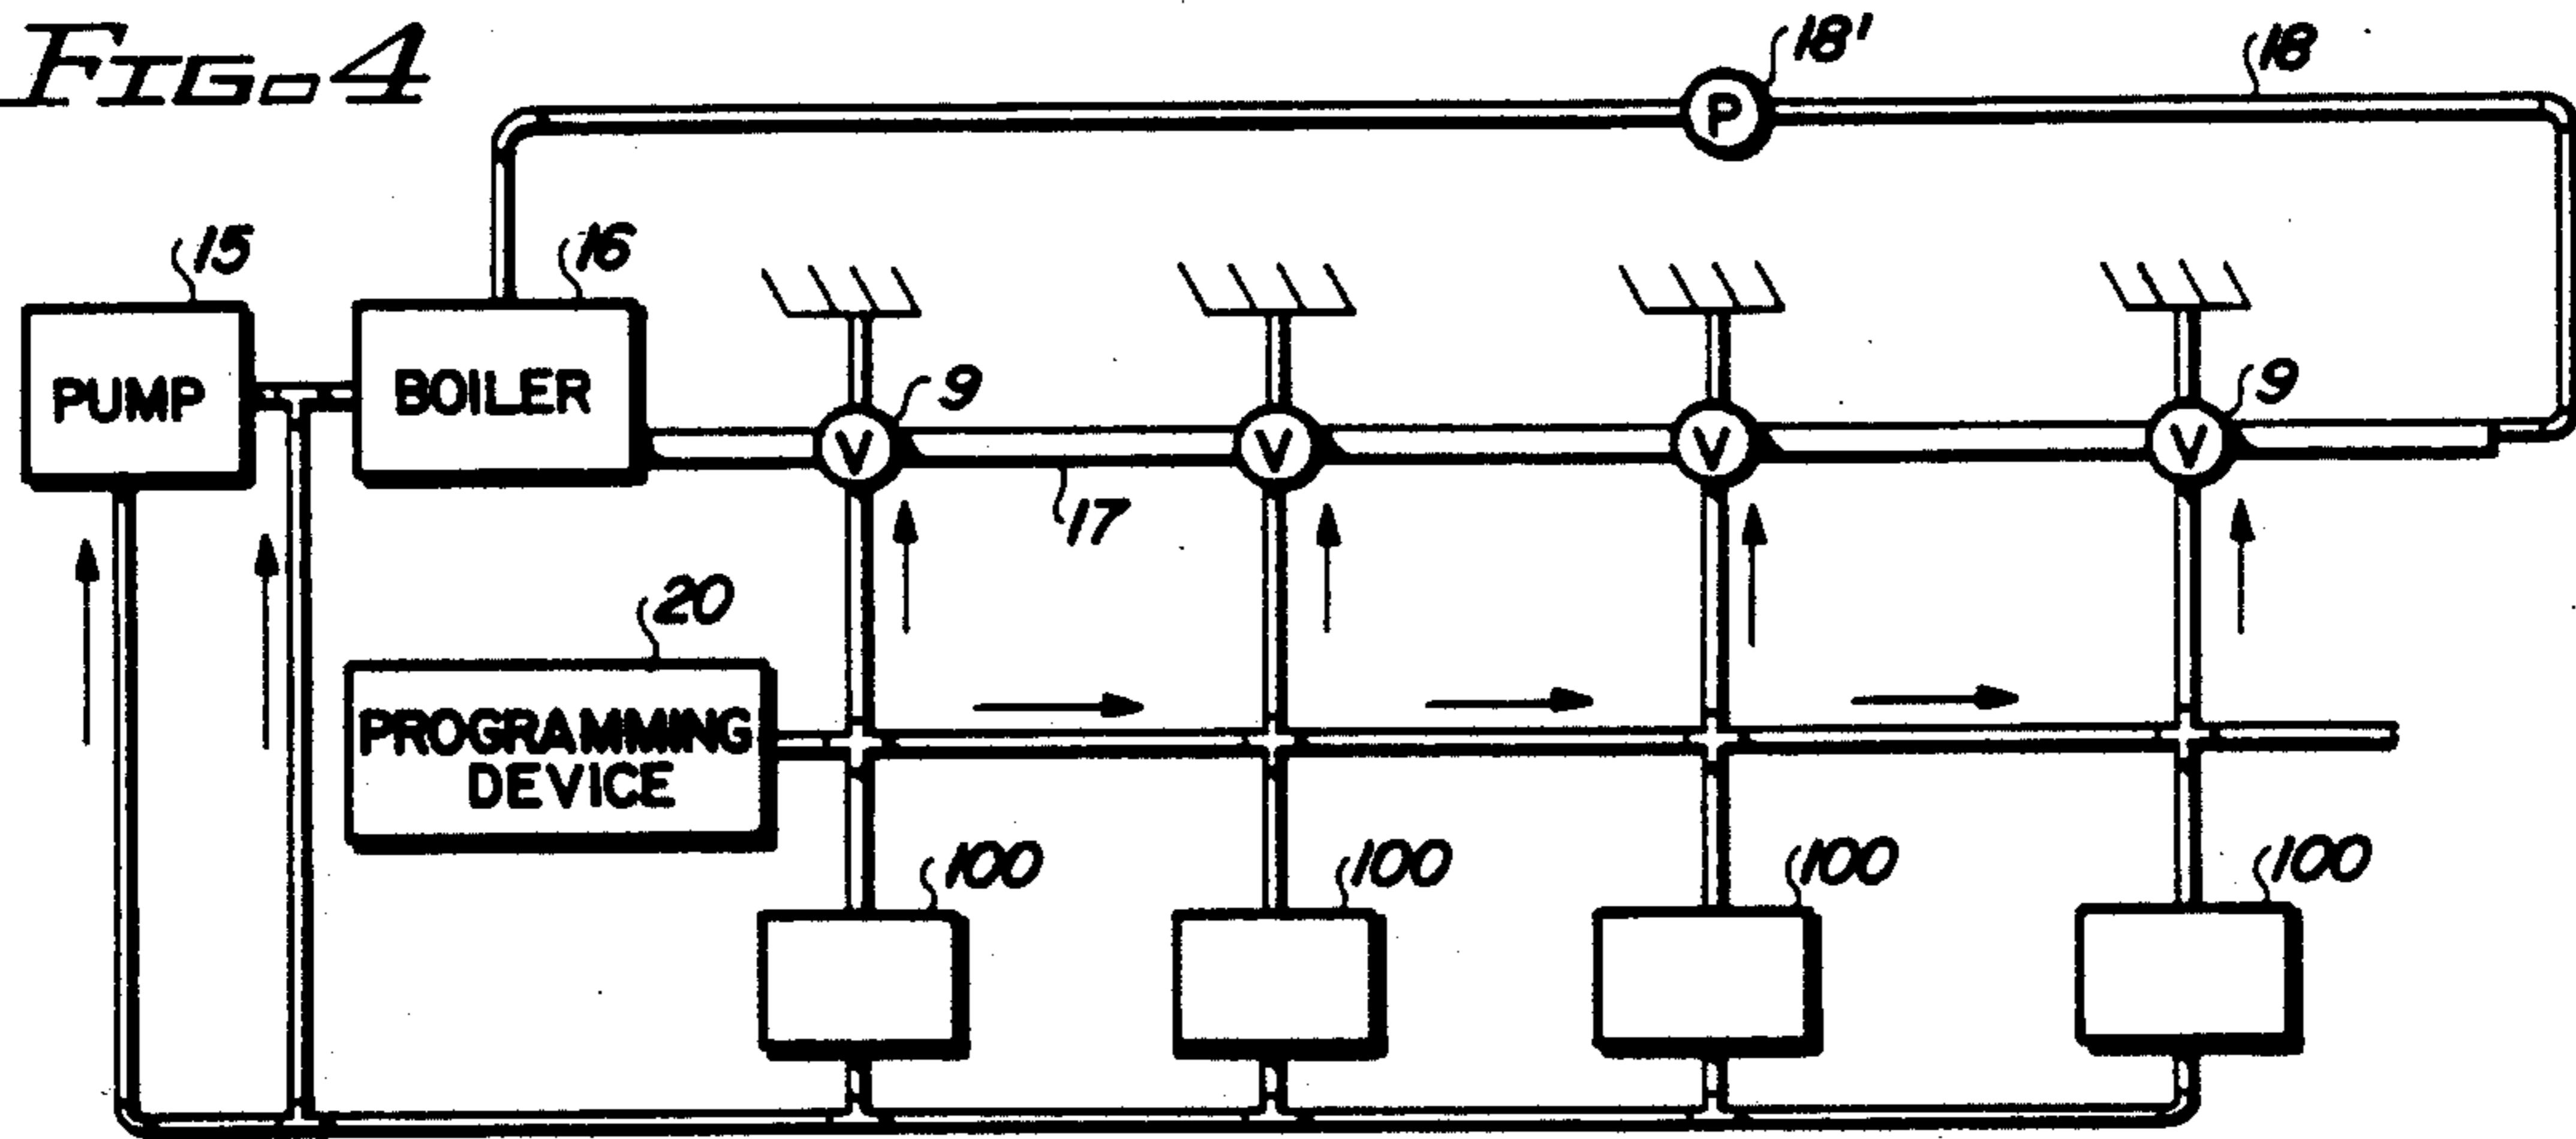 FIG. 4
18'
18
P
15
16
PUMP
BOILER
9
9
V
V
V
V
17
20
PROGRAMMING
DEVICE
100
100
100
100